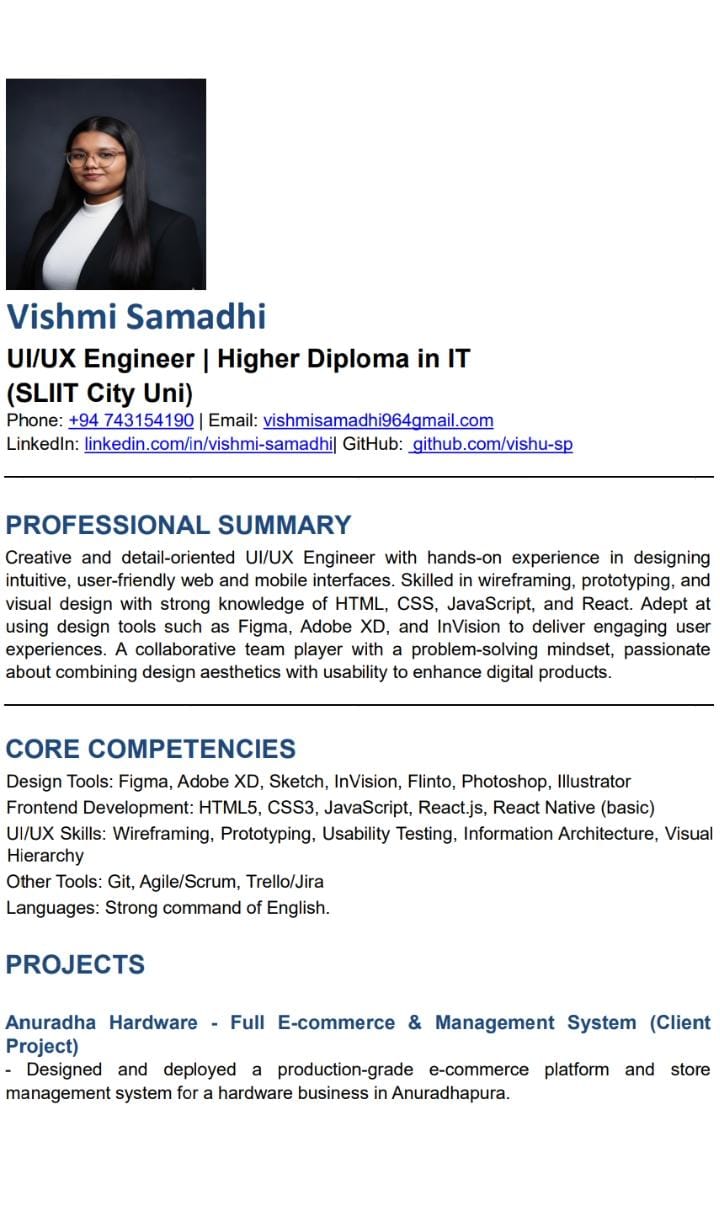 Vishmi Samadhi
UI/UX Engineer | Higher Diploma in IT
(SLIIT City Uni)
Phone: +94 743154190 | Email: vishmisamadhi964gmail.com
LinkedIn: linkedin.com/in/vishmi-samadhi| GitHub: github.com/vishu-sp
PROFESSIONAL SUMMARY
Creative and detail-oriented UI/UX Engineer with hands-on experience in designing
intuitive, user-friendly web and mobile interfaces. Skilled in wireframing, prototyping, and
visual design with strong knowledge of HTML, CSS, JavaScript, and React. Adept at
using design tools such as Figma, Adobe XD, and InVision to deliver engaging user
experiences. A collaborative team player with a problem-solving mindset, passionate
about combining design aesthetics with usability to enhance digital products.
CORE COMPETENCIES
Design Tools: Figma, Adobe XD, Sketch, InVision, Flinto, Photoshop, Illustrator
Frontend Development: HTML5, CSS3, JavaScript, React.js, React Native (basic)
UI/UX Skills: Wireframing, Prototyping, Usability Testing, Information Architecture, Visual
Hierarchy
Other Tools: Git, Agile/Scrum, Trello/Jira
Languages: Strong command of English.
PROJECTS
Anuradha Hardware - Full E-commerce & Management System (Client
Project)
- Designed and deployed a production-grade e-commerce platform and store
management system for a hardware business in Anuradhapura.